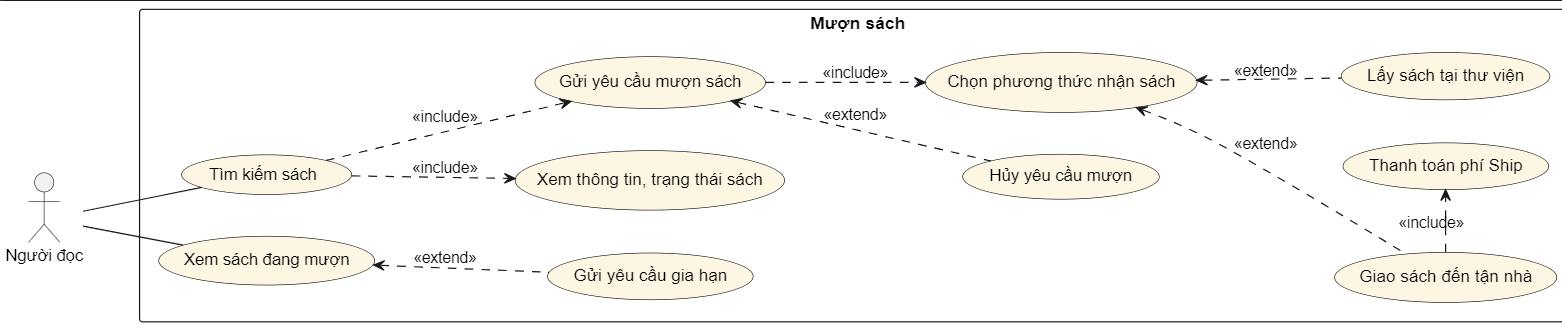 Mượn sách
Gửi yêu cầu mượn sách
«include»
Chọn phương thức nhận sách
«extend»
Lấy sách tại thư viện
«include»
«extend»
«extend»
Tìm kiếm sách
«include»
Xem thông tin, trạng thái sách
Hủy yêu cầu mượn
Thanh toán phí Ship
«include»
Người đọc
Xem sách đang mượn
«extend»
Gửi yêu cầu gia hạn
Giao sách đến tận nhà